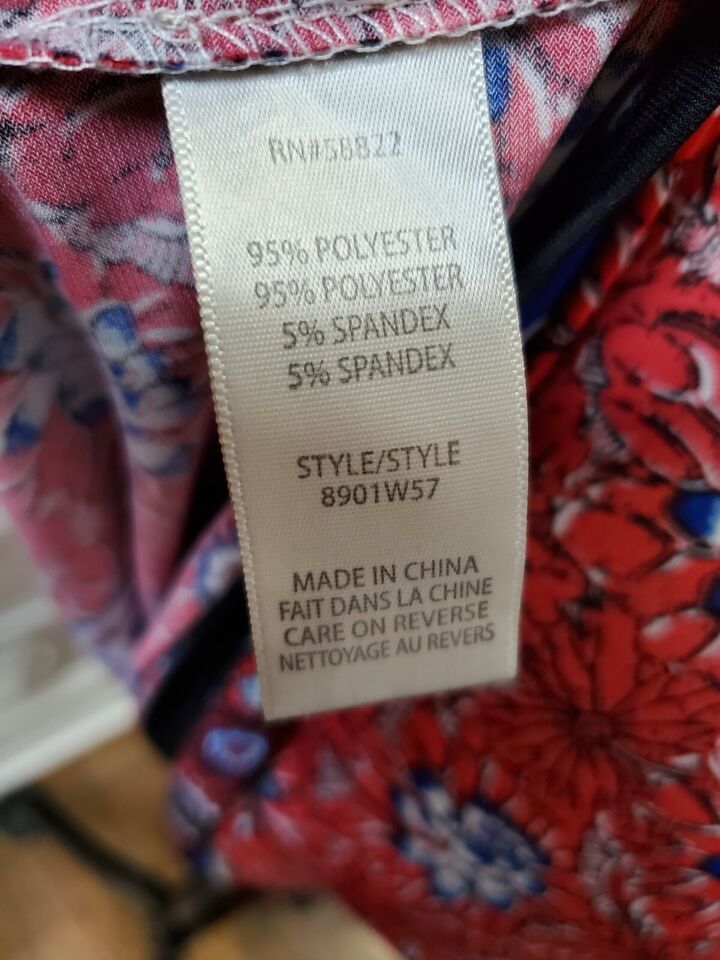 RN#58822
95% POLYESTER
95% POLYESTER
5% SPANDEX
5% SPANDEX
STYLE/STYLE
8901W57
MADE IN CHINA
FAIT DANS LA CHINE
CARE ON REVERSE
NETTOYAGE AU REVERS